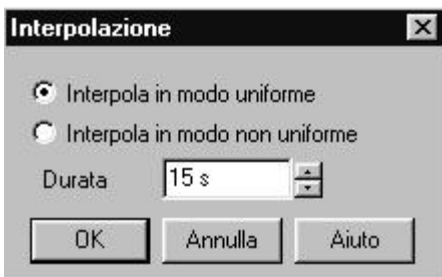 Interpolazione
Interpola in modo uniforme
Interpola in modo non uniforme
Durata 15 s
OK Annulla Aiuto